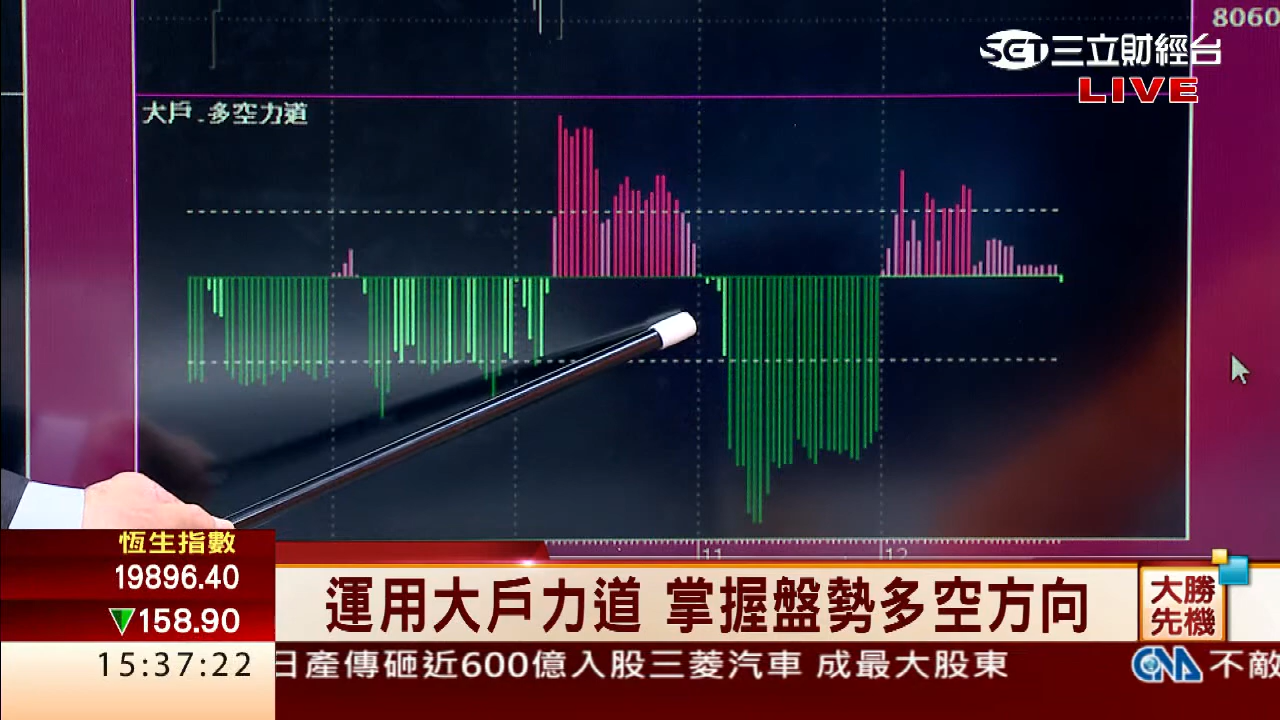 8060
SET三立財經台
LIVE
大戶.多空力道
11
12
恆生指數
19896.40
▼158.90
15:37:22
運用大戶力道 掌握盤勢多空方向
大勝
先機
日產傳砸近600億入股三菱汽車 成最大股東
CNA 不敵